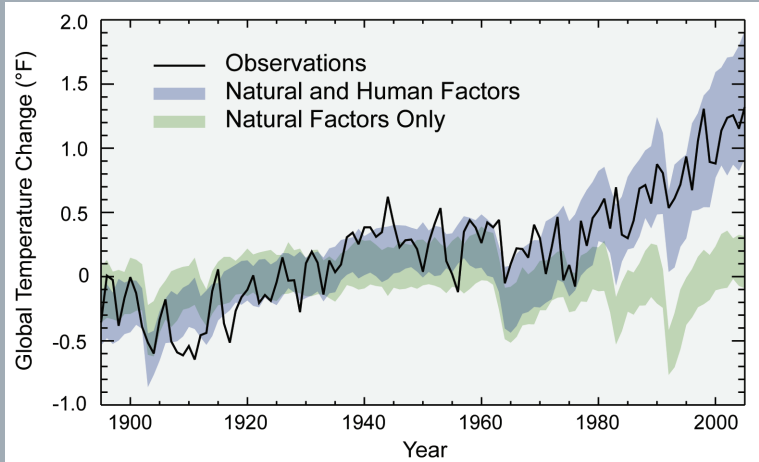 Global Temperature Change (°F)
2.0
1.5
1.0
0.5
0
-0.5
-1.0
Observations
Natural and Human Factors
Natural Factors Only
1900 1920 1940 1960 1980 2000
Year